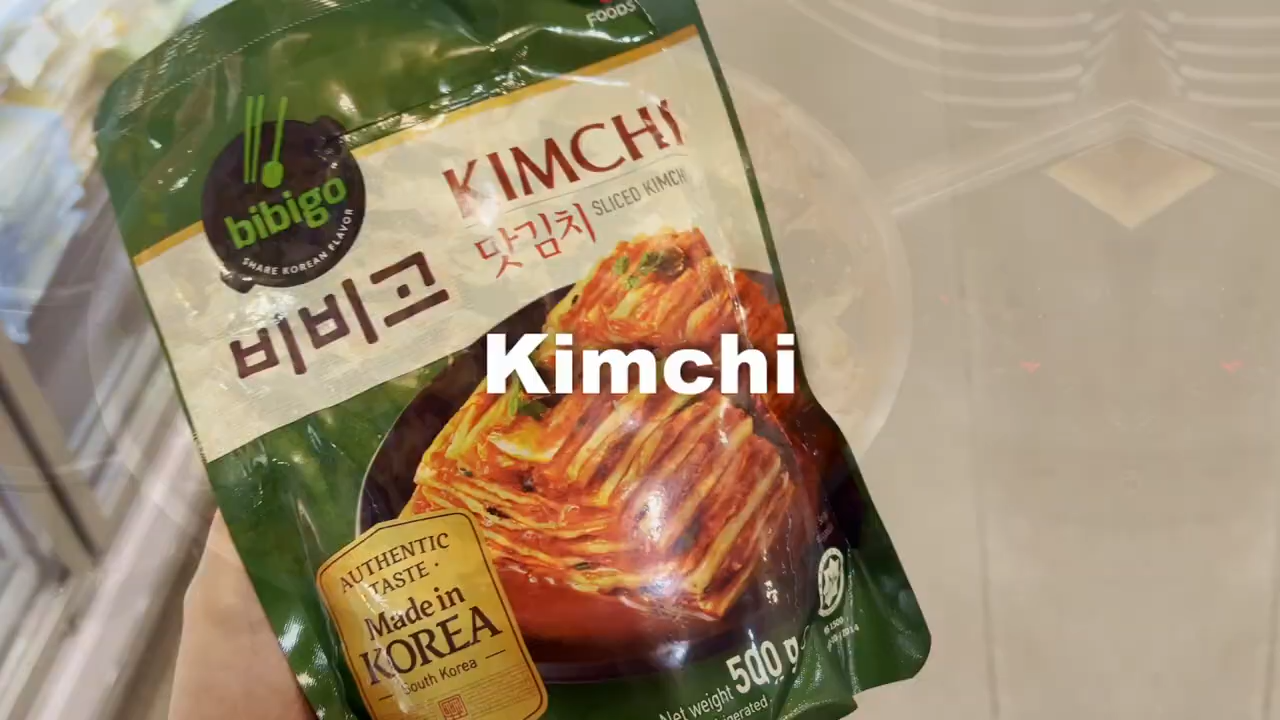 FOODS
KIMCHI
맛김치 SLICED KIMCHI
bibigo
SHARE KOREAN FLAVOR
비비고
Kimchi
AUTHENTIC
TASTE ·
Made in
KOREA
South Korea
Net weight 500 g